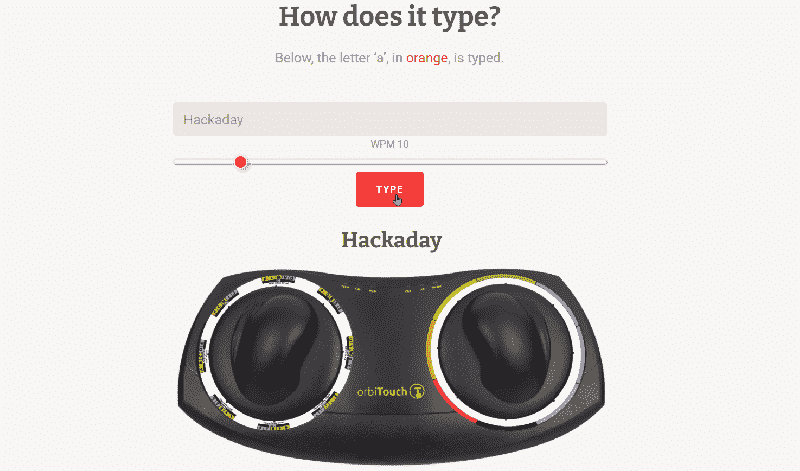 How does it type?
Below, the letter ‘a’, in orange, is typed.
Hackaday
WPM 10
TYPE
Hackaday
orbiTouch